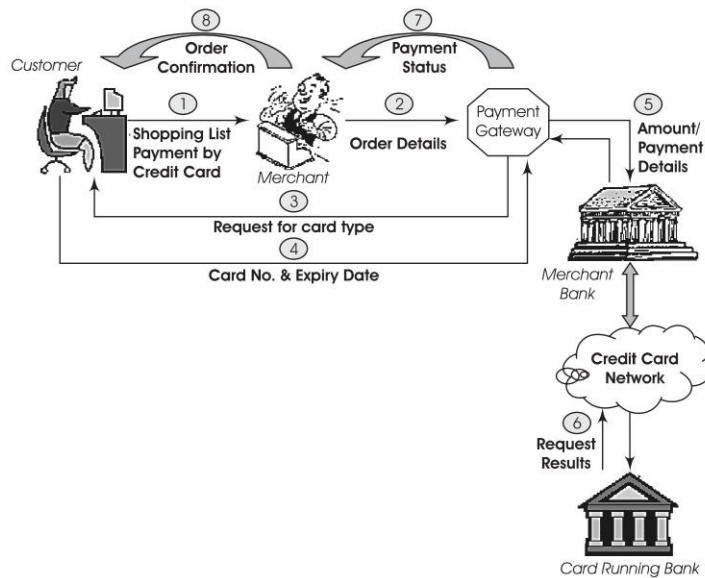 8
Order
Confirmation
7
Payment
Status
Customer
1
Shopping List
Payment by
Credit Card
Merchant
2
Order Details
Payment
Gateway
5
Amount/
Payment
Details
3
Request for card type
4
Card No. & Expiry Date
Merchant
Bank
Credit Card
Network
6
Request
Results
Card Running Bank